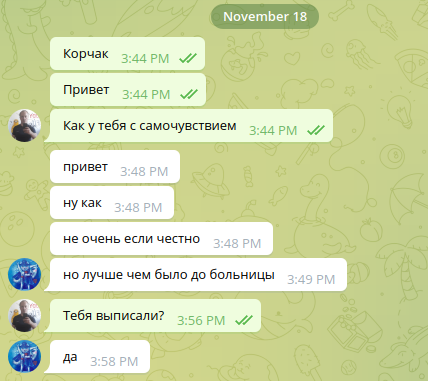 November 18
Корчак 3:44 PM
Привет 3:44 PM
Как у тебя с самочувствием 3:44 PM
привет 3:48 PM
ну как 3:48 PM
не очень если честно 3:48 PM
но лучше чем было до больницы 3:49 PM
Тебя выписали? 3:56 PM
да 3:58 PM